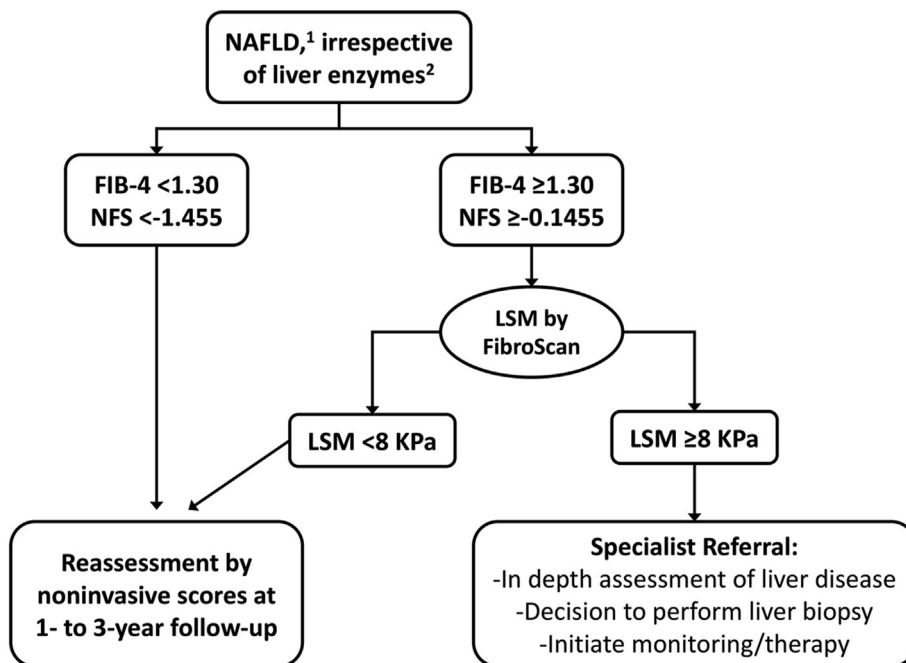 NAFLD,¹ irrespective
of liver enzymes²
FIB-4 <1.30
NFS <-1.455
FIB-4 ≥1.30
NFS ≥-0.1455
LSM by
FibroScan
LSM <8 KPa
LSM ≥8 KPa
Reassessment by
noninvasive scores at
1- to 3-year follow-up
Specialist Referral:
-In depth assessment of liver disease
-Decision to perform liver biopsy
-Initiate monitoring/therapy